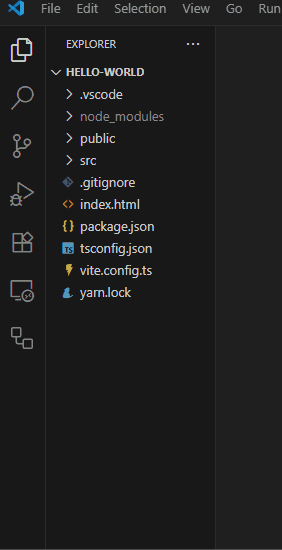 File Edit Selection View Go Run
EXPLORER
HELLO-WORLD
.vscode
node_modules
public
src
.gitignore
index.html
package.json
tsconfig.json
vite.config.ts
yarn.lock